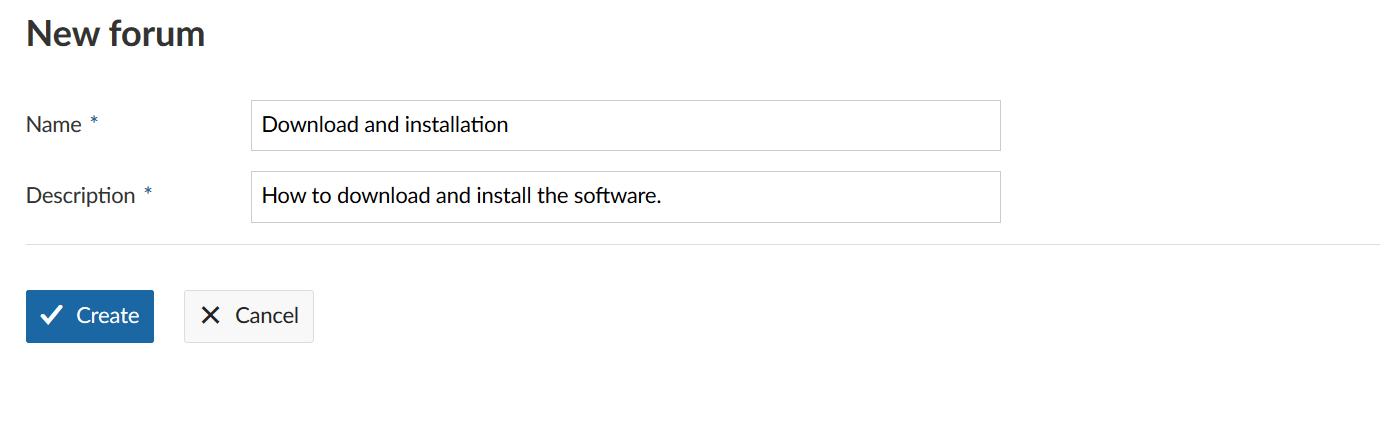 New forum
Name * Download and installation
Description * How to download and install the software.
Create Cancel